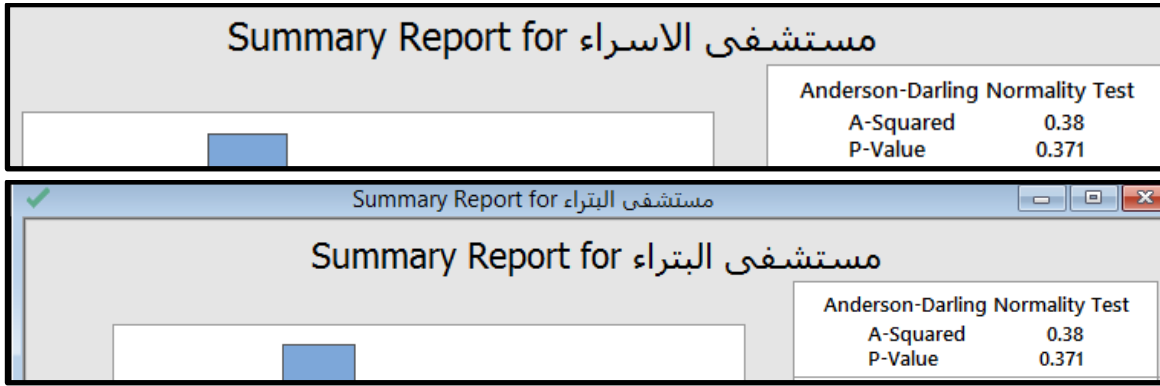 Summary Report for مستشفى الاسراء
Anderson-Darling Normality Test
A-Squared 0.38
P-Value 0.371
Summary Report for مستشفى البتراء
Summary Report for مستشفى البتراء
Anderson-Darling Normality Test
A-Squared 0.38
P-Value 0.371